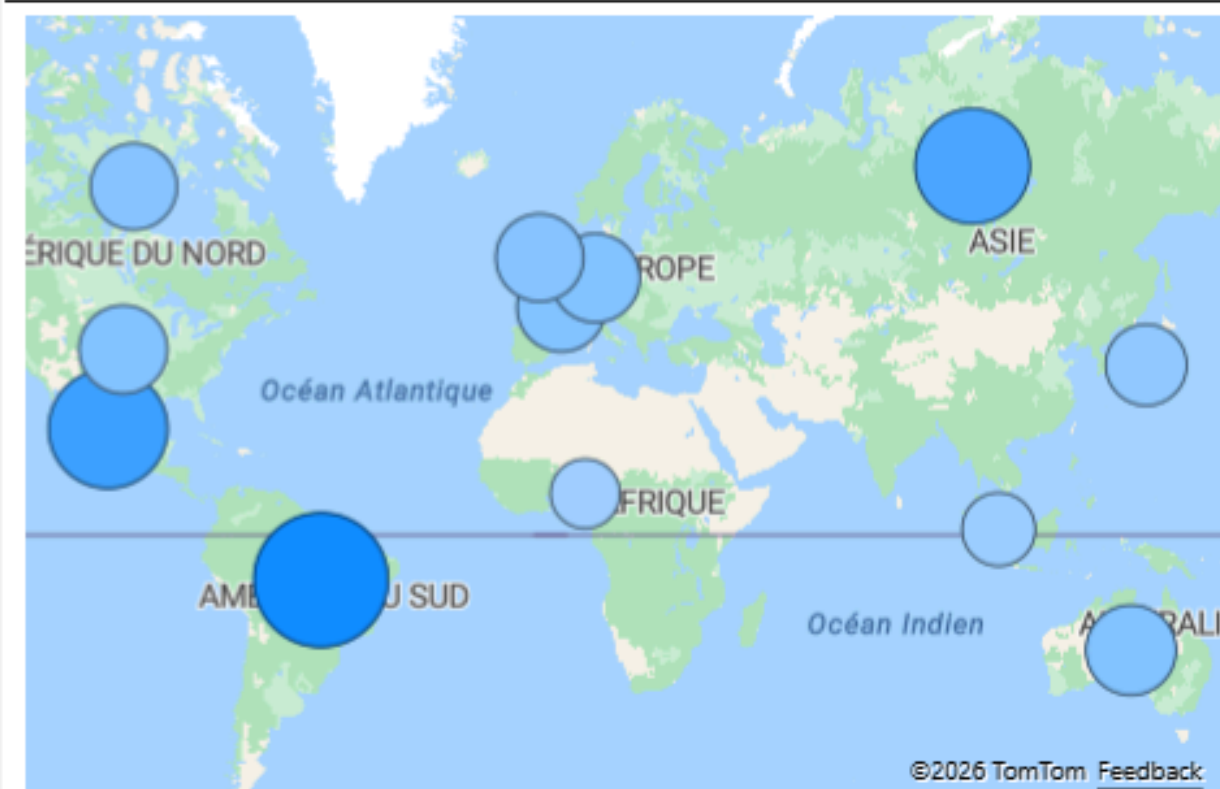 ÉRIQUE DU NORD
ROPE
ASIE
Océan Atlantique
FRIQUE
AME U SUD
Océan Indien
A RALI
©2026 TomTom Feedback